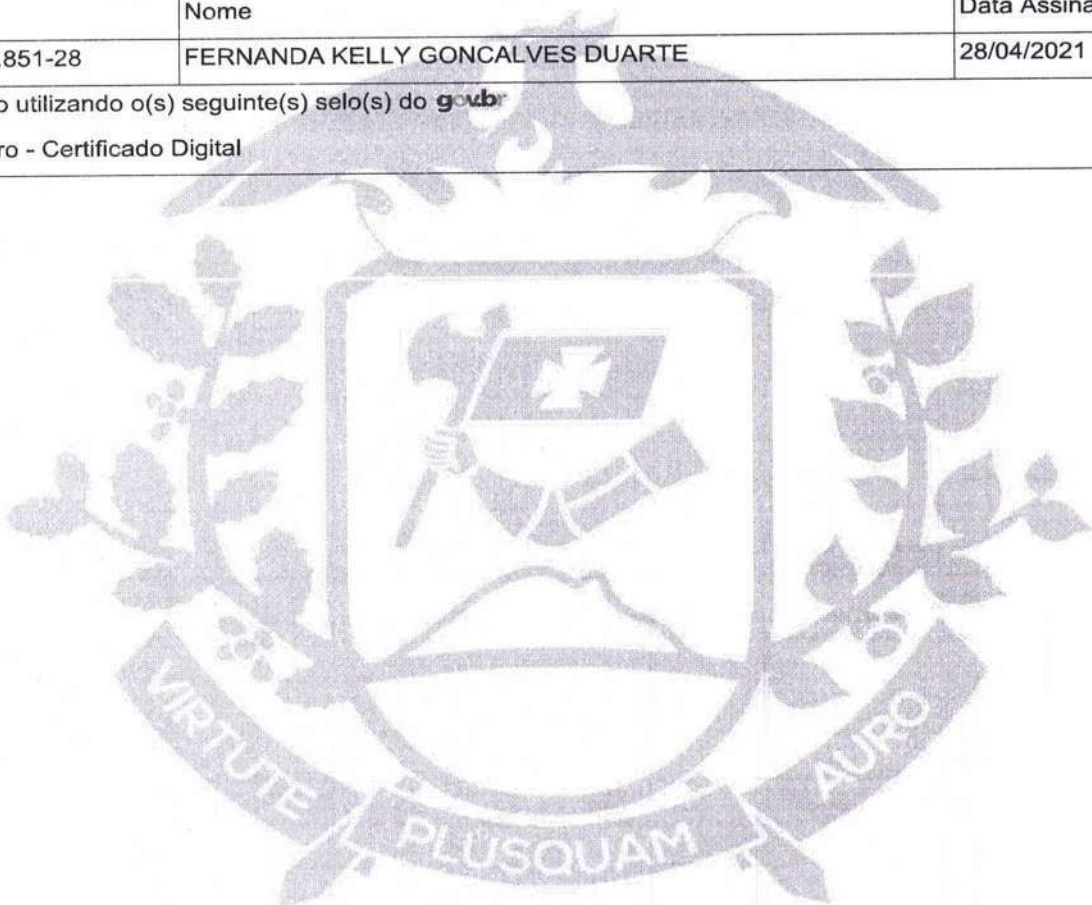 Nome
Data Assina
.851-28
FERNANDA KELLY GONCALVES DUARTE
28/04/2021
o utilizando o(s) seguinte(s) selo(s) do gov.br
ro - Certificado Digital
VIRTUTE PLUSQUAM AURO